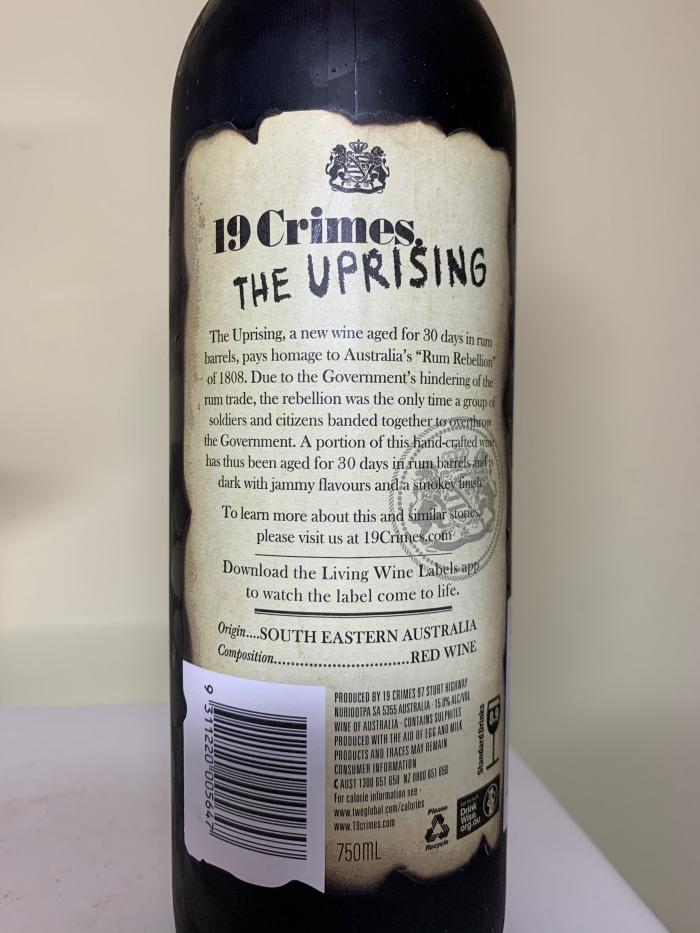 19 Crimes.
THE UPRISING
The Uprising, a new wine aged for 30 days in rum
barrels, pays homage to Australia's "Rum Rebellion"
of 1808. Due to the Government's hindering of the
rum trade, the rebellion was the only time a group of
soldiers and citizens banded together to overthrow
the Government. A portion of this hand-crafted wine
has thus been aged for 30 days in rum barrels and is
dark with jammy flavours and a smokey finish.
To learn more about this and similar stories,
please visit us at 19Crimes.com
Download the Living Wine Labels app
to watch the label come to life.
Origin....SOUTH EASTERN AUSTRALIA
Composition................................RED WINE
9 311220 005647
PRODUCED BY 19 CRIMES 97 STURT HIGHWAY
NURIOOTPA SA 5355 AUSTRALIA · 15.0% ALC/VOL
WINE OF AUSTRALIA · CONTAINS SULPHITES
PRODUCED WITH THE AID OF EGG AND MILK
PRODUCTS AND TRACES MAY REMAIN
CONSUMER INFORMATION
AUST 1300 651 650 NZ 0800 651 650
For calorie information see ·
www.tweglobal.com/calories
www.19crimes.com
750ML
Please
Recycle
Standard Drinks
Drink
Wise
.org.au